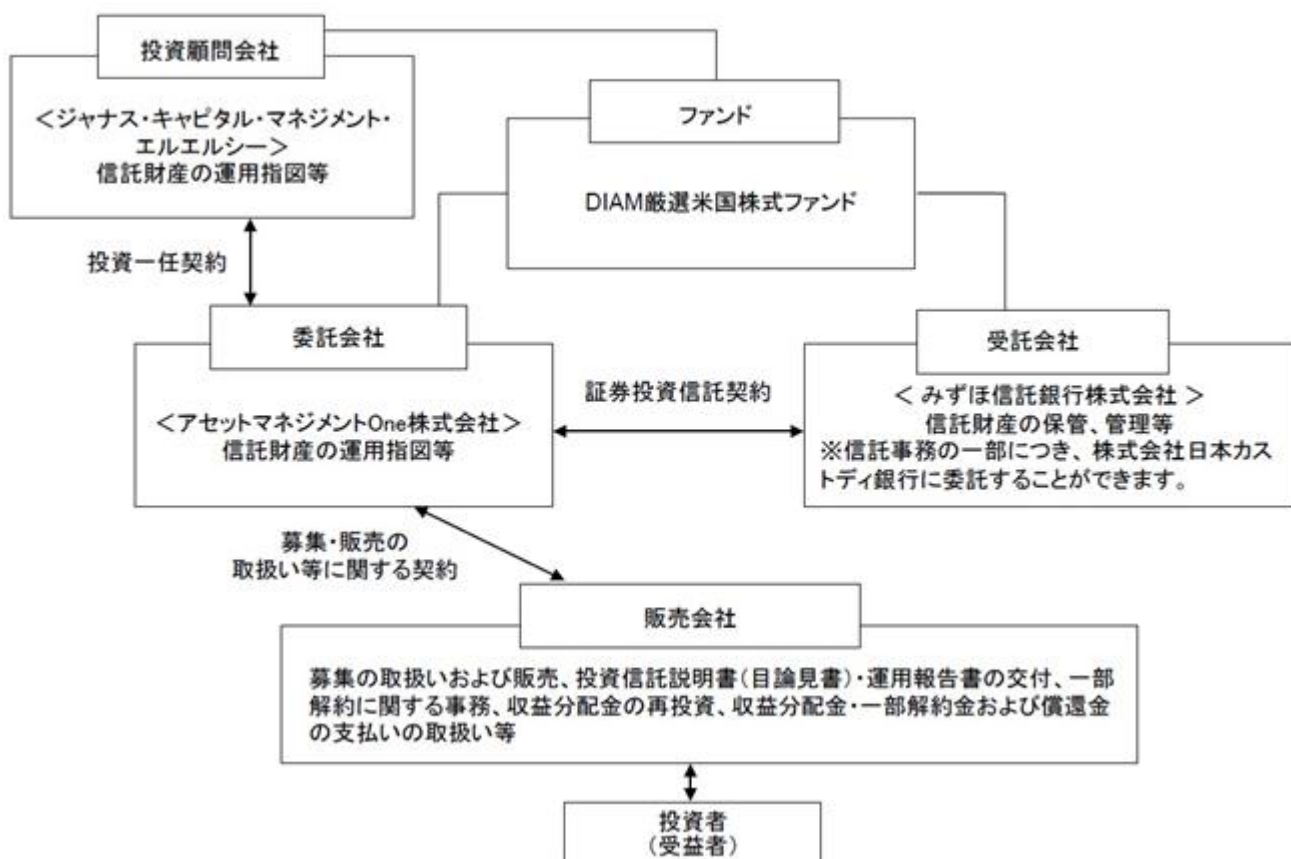 投資顧問会社
<ジャナス・キャピタル・マネジメント・
エルエルシー>
信託財産の運用指図等
ファンド
DIAM厳選米国株式ファンド
投資一任契約
委託会社
<アセットマネジメントOne株式会社>
信託財産の運用指図等
証券投資信託契約
受託会社
< みずほ信託銀行株式会社 >
信託財産の保管、管理等
※信託事務の一部につき、株式会社日本カス
トディ銀行に委託することができます。
募集・販売の
取扱い等に関する契約
販売会社
募集の取扱いおよび販売、投資信託説明書(目論見書)・運用報告書の交付、一部
解約に関する事務、収益分配金の再投資、収益分配金・一部解約金および償還金
の支払いの取扱い等
投資者
(受益者)